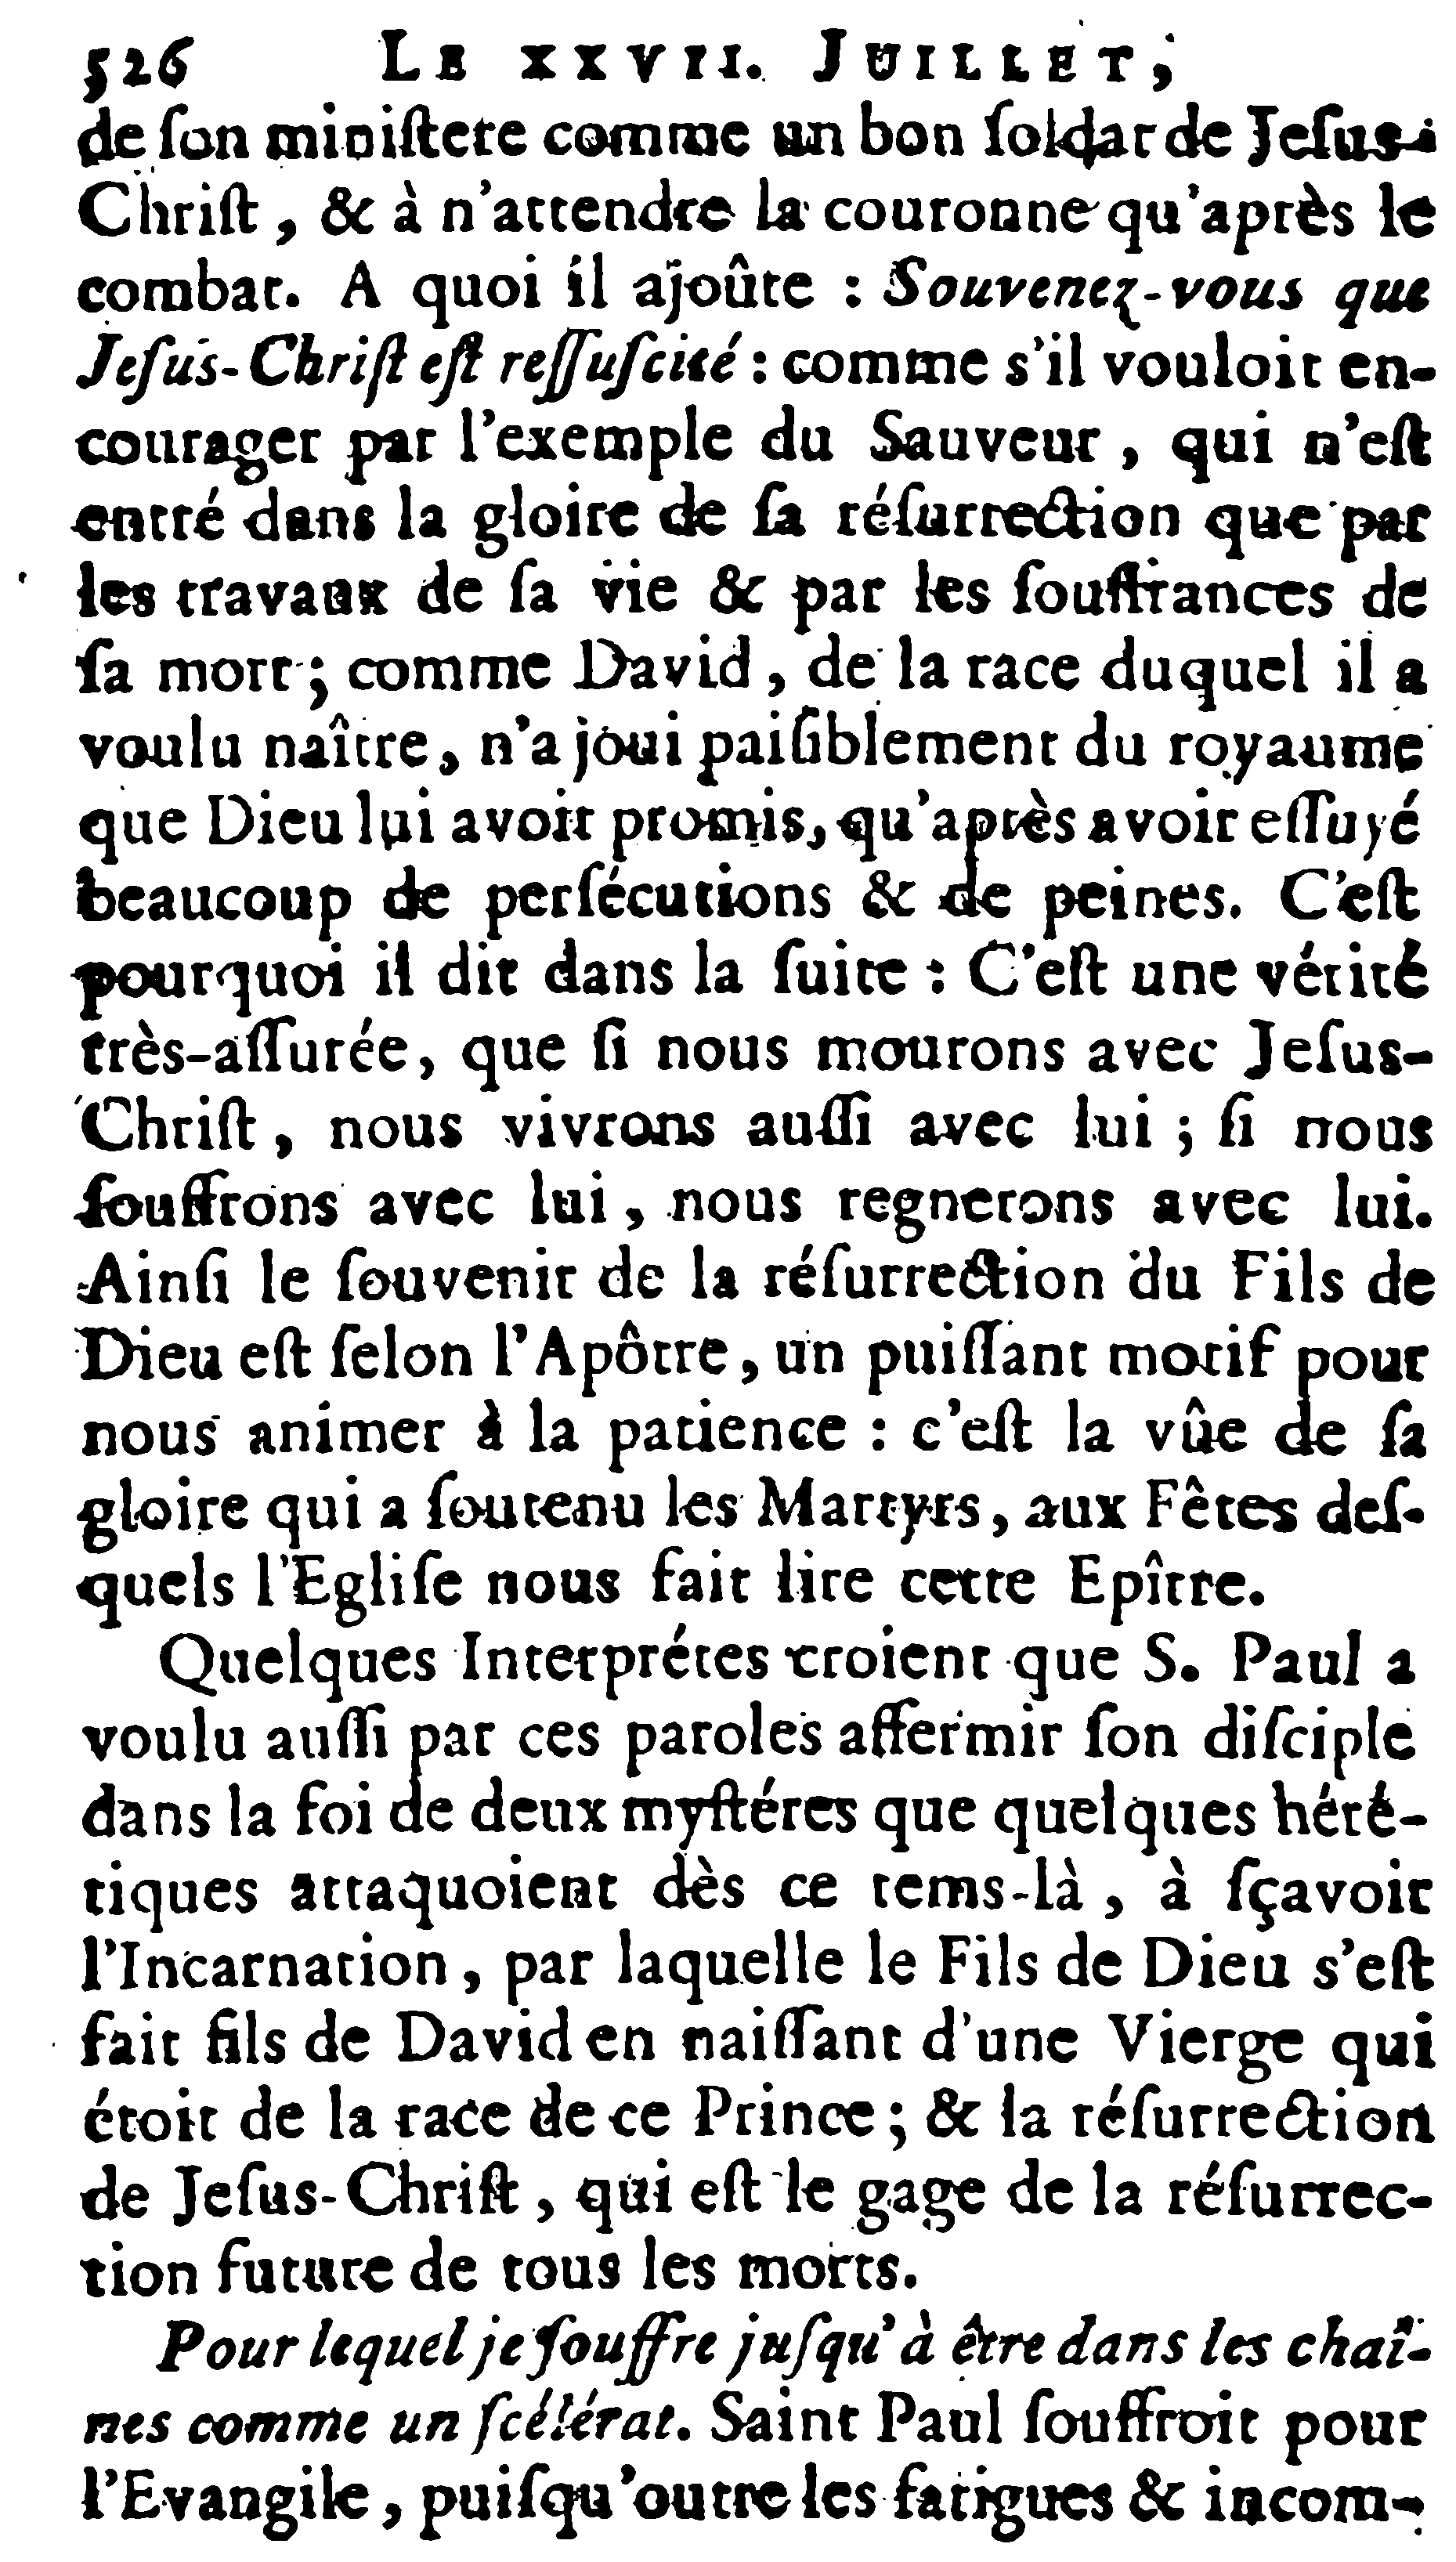 526 LE XXVII. JUILLET,
de ſon miniſtere comme un bon ſoldat de Jeſus-
Chriſt, & à n'attendre la couronne qu'après le
combat. A quoi il ajoûte : Souvenez-vous que
Jeſus-Chriſt eſt reſſuſcité : comme s'il vouloit en-
courager par l'exemple du Sauveur, qui n'eſt
entré dans la gloire de ſa réſurrection que par
les travaux de ſa vie & par les ſouffrances de
ſa mort ; comme David, de la race duquel il a
voulu naître, n'a joui paiſiblement du royaume
que Dieu lui avoit promis, qu'après avoir eſſuyé
beaucoup de perſécutions & de peines. C'eſt
pourquoi il dit dans la ſuite : C'eſt une vérité
très-aſſurée, que ſi nous mourons avec Jeſus-
Chriſt, nous vivrons auſſi avec lui ; ſi nous
ſouffrons avec lui, nous regnerons avec lui.
Ainſi le ſouvenir de la réſurrection du Fils de
Dieu eſt ſelon l'Apôtre, un puiſſant motif pour
nous animer à la patience : c'eſt la vûe de ſa
gloire qui a ſoutenu les Martyrs, aux Fêtes deſ-
quels l'Egliſe nous fait lire cette Epître.
Quelques Interprétes croient que S. Paul a
voulu auſſi par ces paroles affermir ſon diſciple
dans la foi de deux myſtéres que quelques héré-
tiques attaquoient dès ce tems-là, à ſçavoir
l'Incarnation, par laquelle le Fils de Dieu s'eſt
fait fils de David en naiſſant d'une Vierge qui
étoit de la race de ce Prince ; & la réſurrection
de Jeſus-Chriſt, qui eſt le gage de la réſurrec-
tion future de tous les morts.
Pour lequel je ſouffre juſqu'à être dans les chaî-
nes comme un ſcélérat. Saint Paul ſouffroit pour
l'Evangile, puiſqu'outre les fatigues & incom-